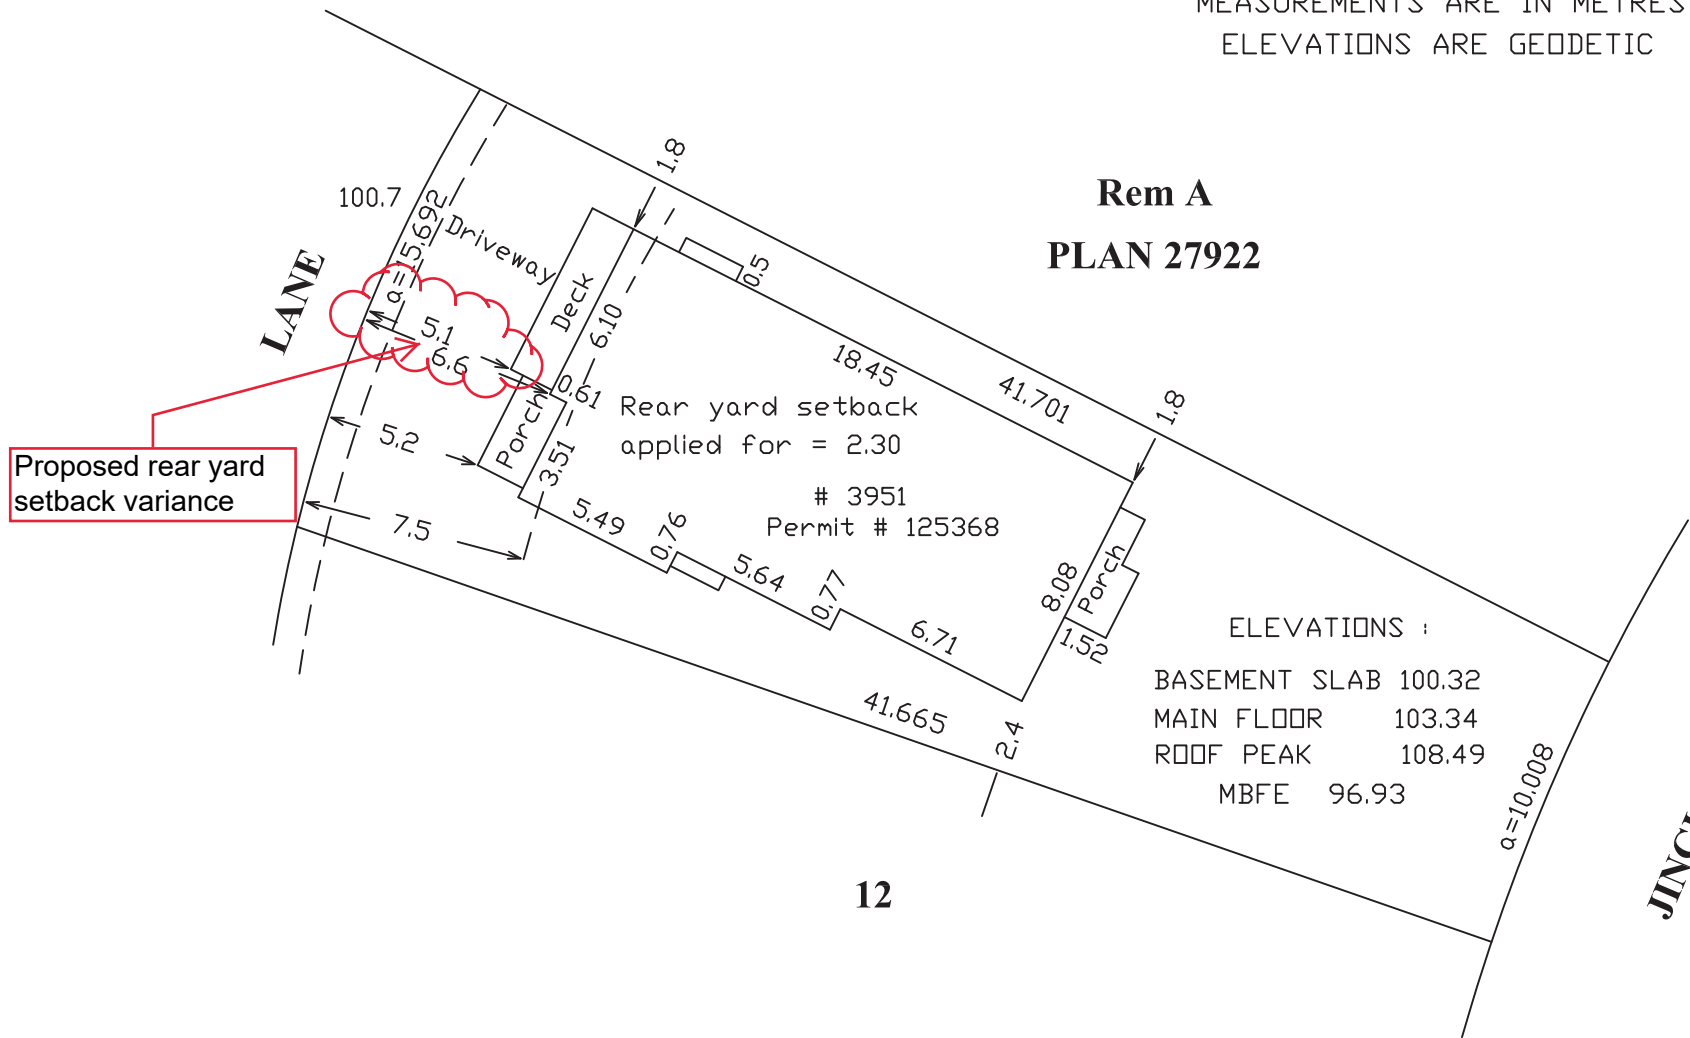 MEASUREMENTS ARE IN METRES
ELEVATIONS ARE GEODETIC
Rem A
PLAN 27922
1.8
100.7
a=15.692
Driveway
LANE
Deck
0.5
6.10
5.1
6.6
0.61
18.45
41.701
1.8
Rear yard setback
applied for = 2.30
# 3951
Permit # 125368
Porch
3.51
5.2
Proposed rear yard
setback variance
7.5
5.49
0.76
5.64
0.77
6.71
8.08
Porch
1.52
ELEVATIONS :
BASEMENT SLAB 100.32
MAIN FLOOR 103.34
ROOF PEAK 108.49
MBFE 96.93
41.665
2.4
a=10.008
12